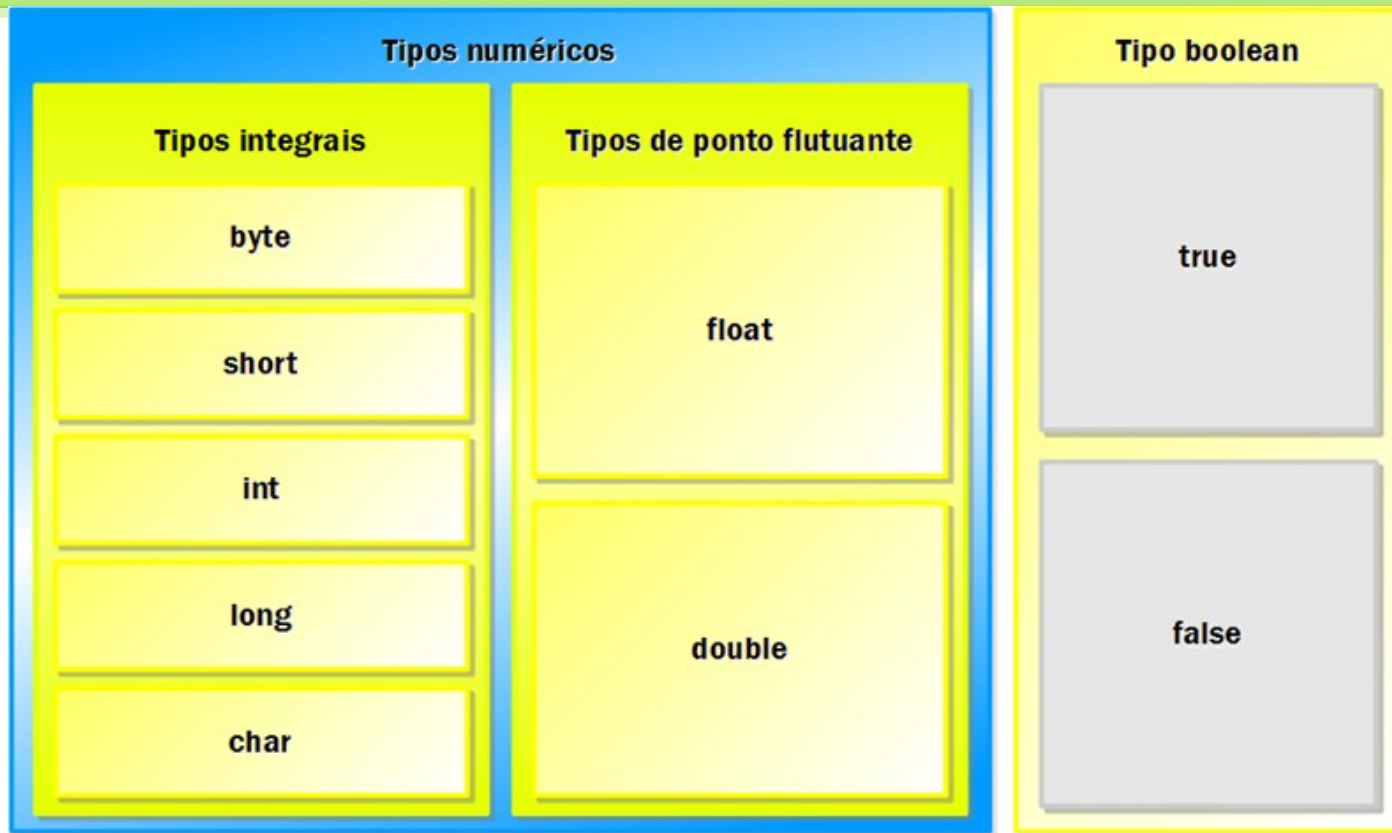 Tipos numéricos
Tipos integrais
byte
short
int
long
char
Tipos de ponto flutuante
float
double
Tipo boolean
true
false